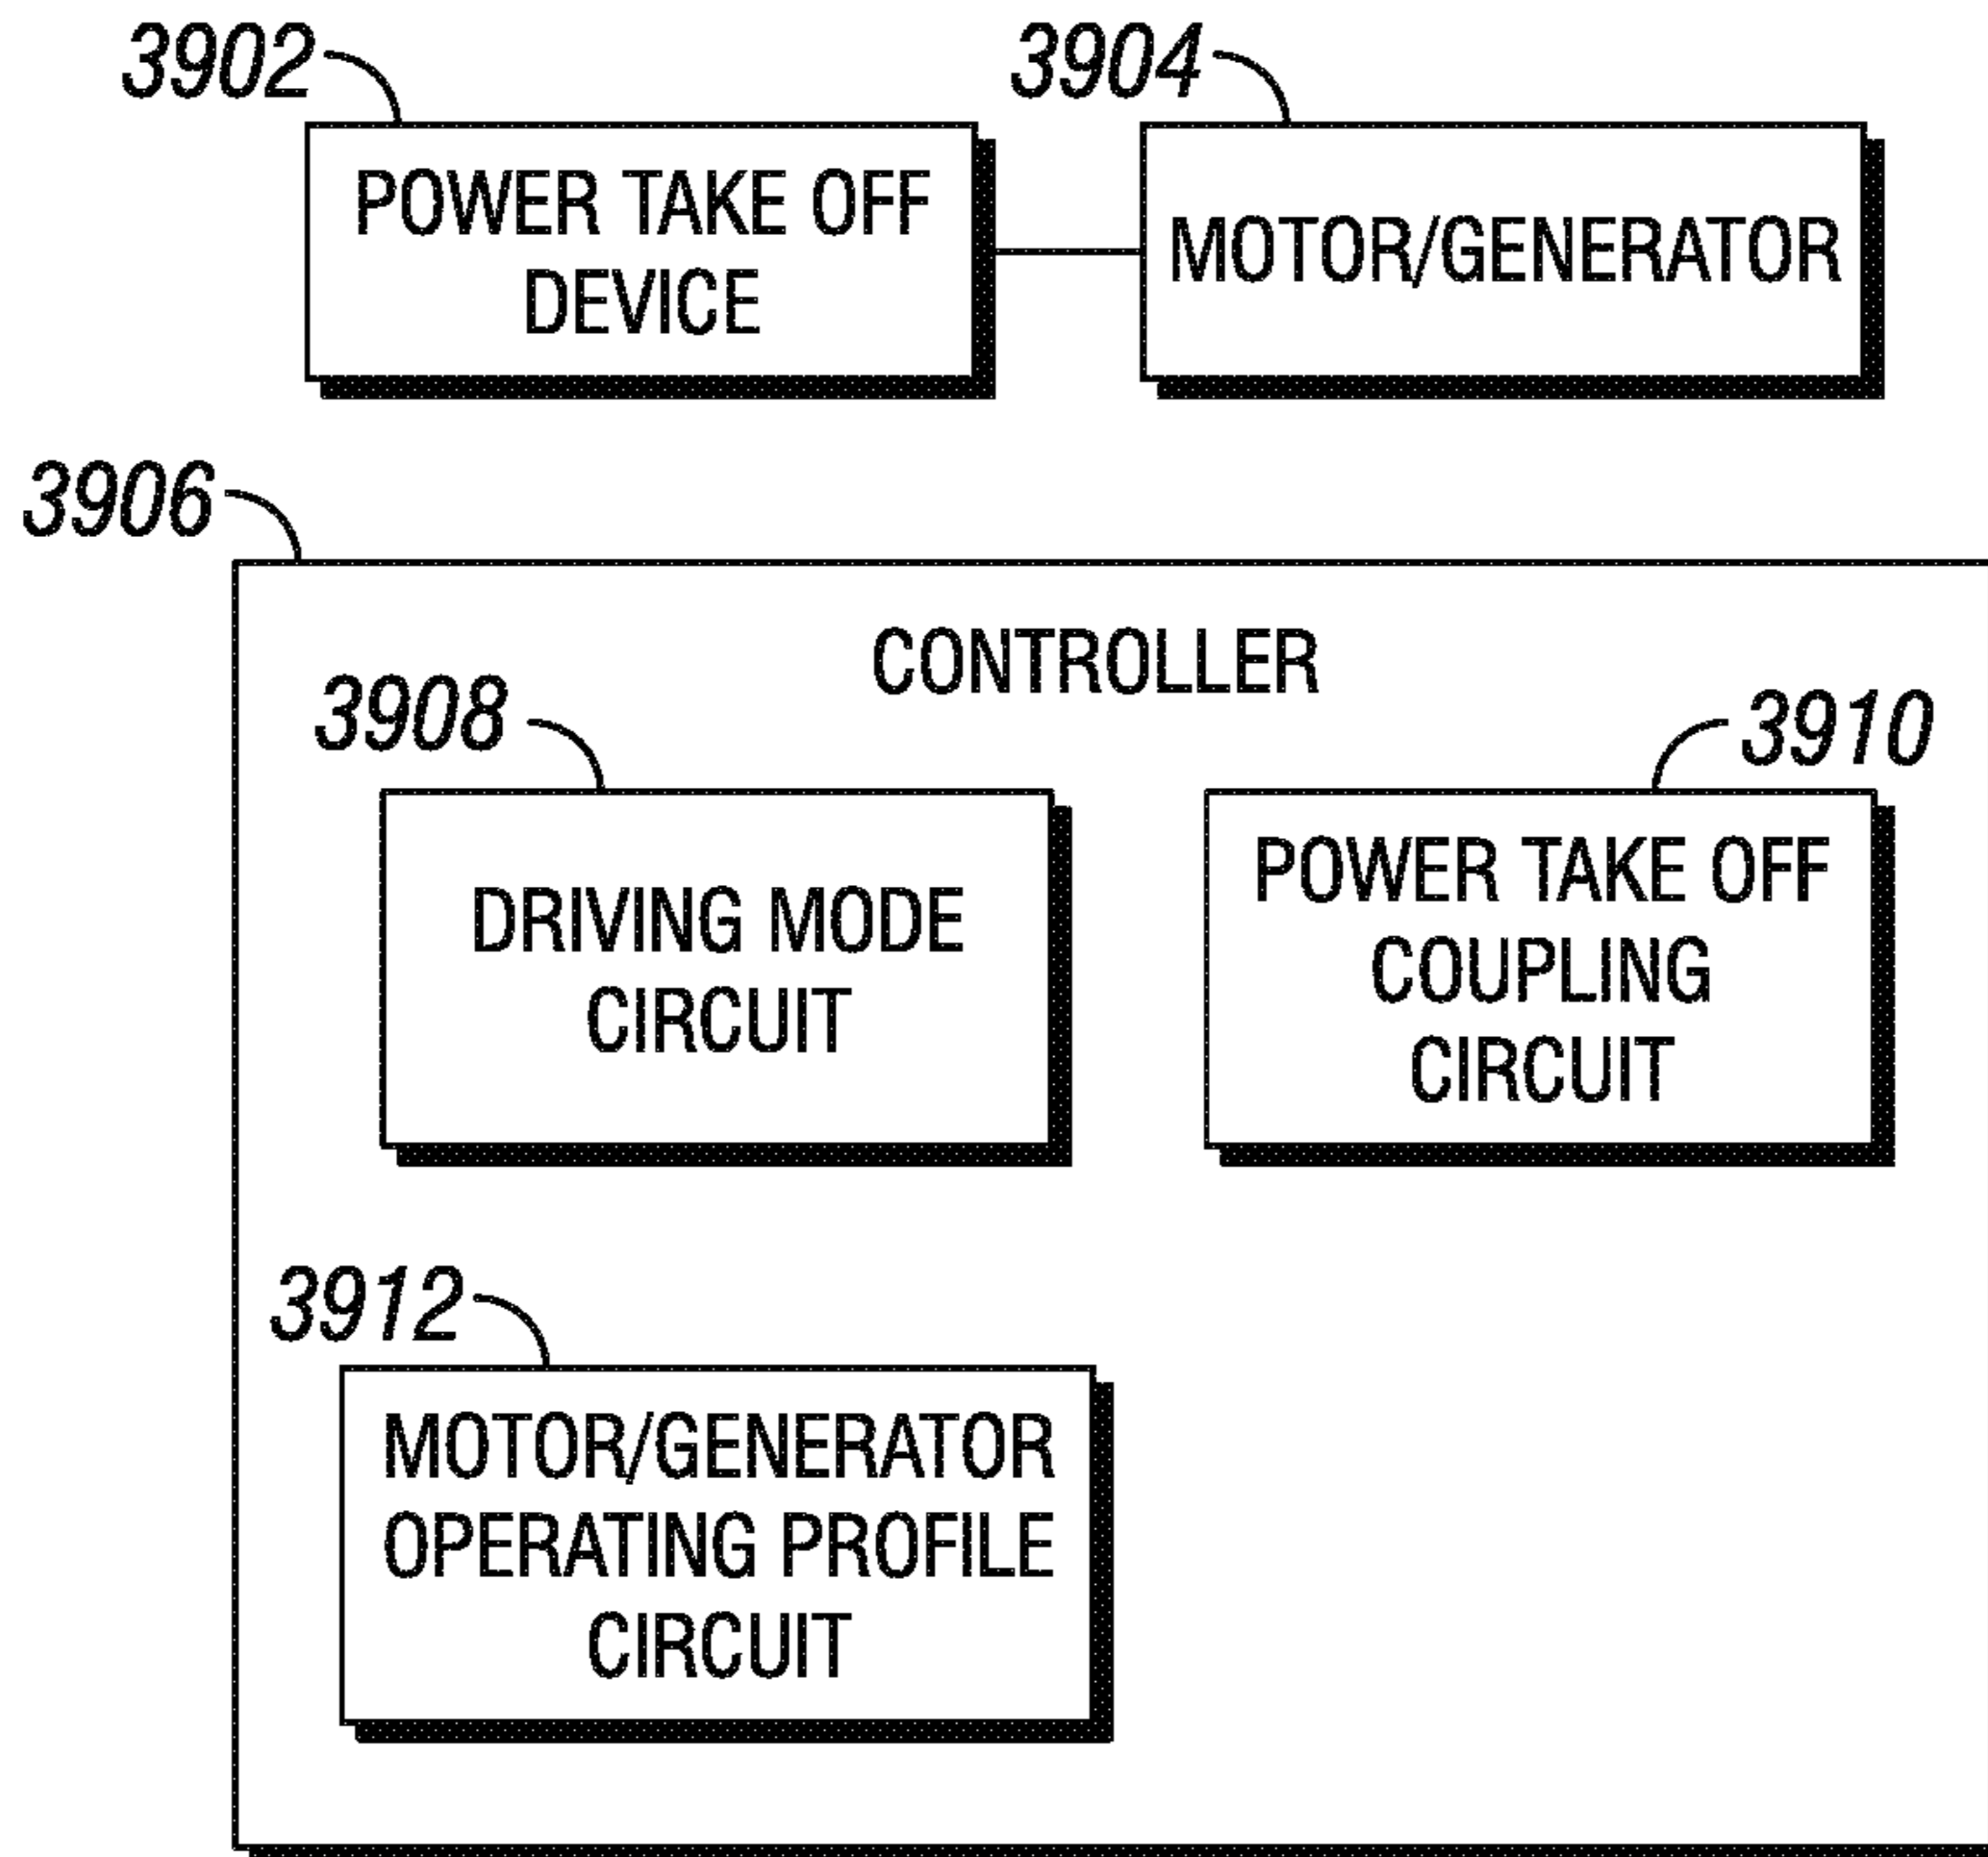 3902
3904
POWER TAKE OFF
DEVICE
MOTOR/GENERATOR
3906
CONTROLLER
3908
3910
DRIVING MODE
CIRCUIT
POWER TAKE OFF
COUPLING
CIRCUIT
3912
MOTOR/GENERATOR
OPERATING PROFILE
CIRCUIT